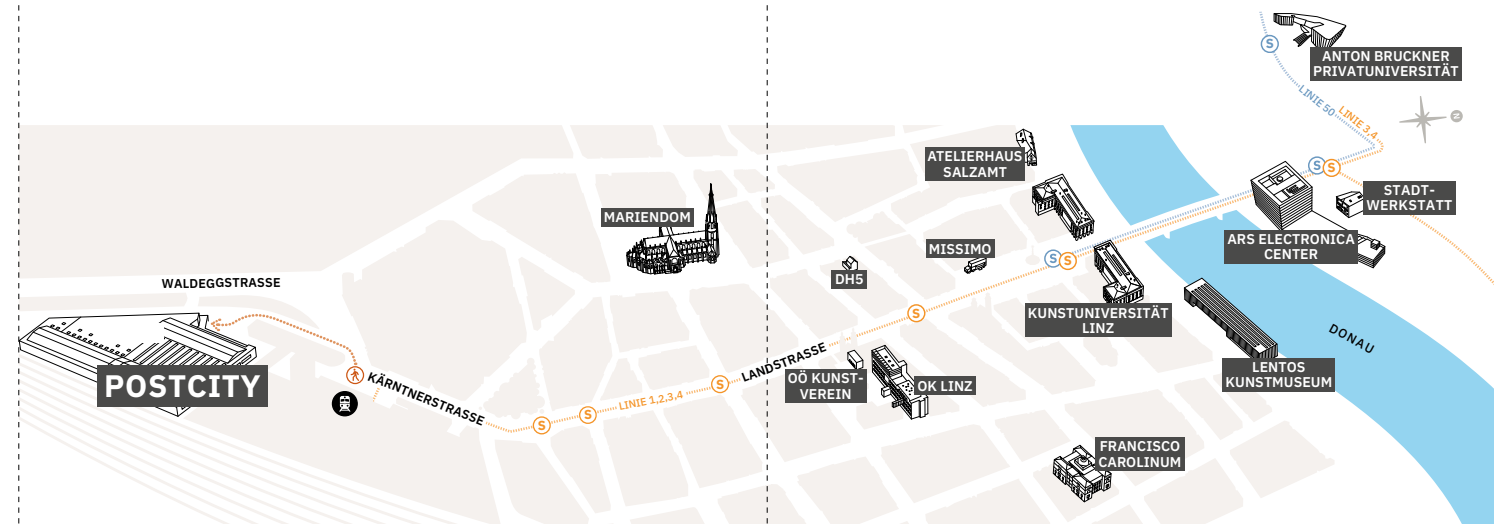 ANTON BRUCKNER
PRIVATUNIVERSITÄT
S
LINIE 50
LINIE 3,4
N
ATELIERHAUS
SALZAMT
S
S
STADT-
WERKSTATT
MARIENDOM
MISSIMO
ARS ELECTRONICA
CENTER
S
S
DH5
WALDEGGSTRASSE
KUNSTUNIVERSITÄT
LINZ
S
DONAU
LANDSTRASSE
LENTOS
KUNSTMUSEUM
POSTCITY
KÄRNTNERSTRASSE
S
OÖ KUNST-
VEREIN
OK LINZ
LINIE 1,2,3,4
S
S
FRANCISCO
CAROLINUM